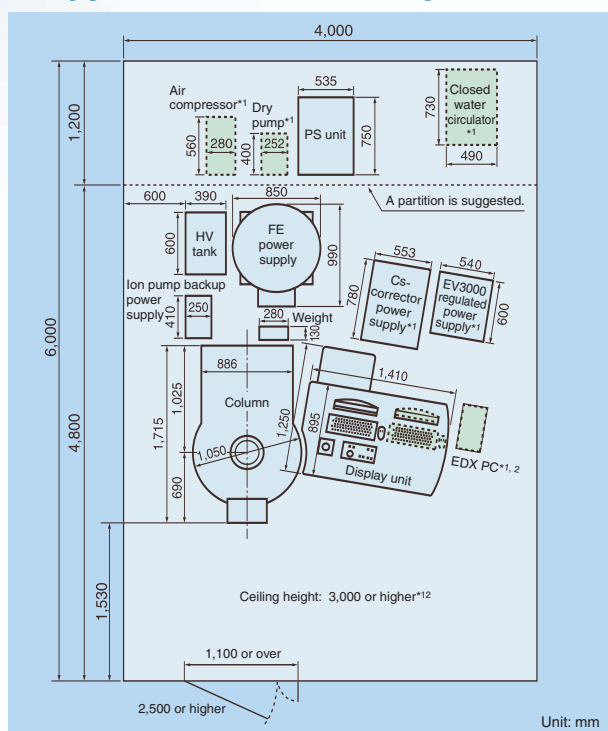 4,000
6,000
1,200
4,800
Air
compressor*1
560
280
Dry
pump*1
400
252
535
PS unit
750
730
Closed
water
circulator
*1
490
A partition is suggested.
600
390
600
HV
tank
850
FE
power
supply
990
553
780
Cs-
corrector
power
supply*1
540
EV3000
regulated
power
supply*1
600
Ion pump backup
power
supply
410
250
280
Weight
130
1,715
1,025
690
886
Column
1,050
1,250
1,410
895
Display unit
EDX PC*1, 2
1,530
Ceiling height: 3,000 or higher*12
1,100 or over
2,500 or higher
Unit: mm